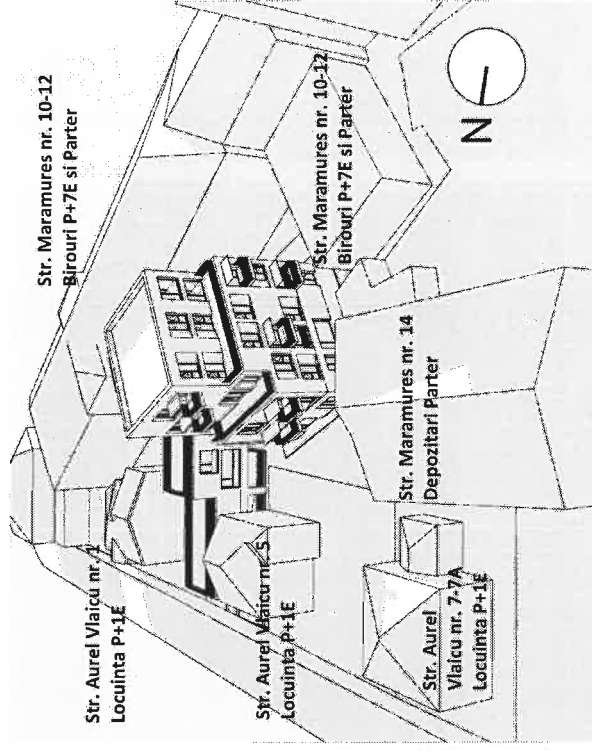 Str. Maramures nr. 10-12
Birouri P+7E si Parter
Str. Maramures nr. 10-12
Birouri P+7E si Parter
Str. Aurel Vlaicu nr. 1
Locuinta P+1E
Str. Aurel Vlaicu nr. 5
Locuinta P+1E
Str. Maramures nr. 14
Depozitari Parter
Str. Aurel
Vlaicu nr. 7-7A
Locuinta P+1E
N